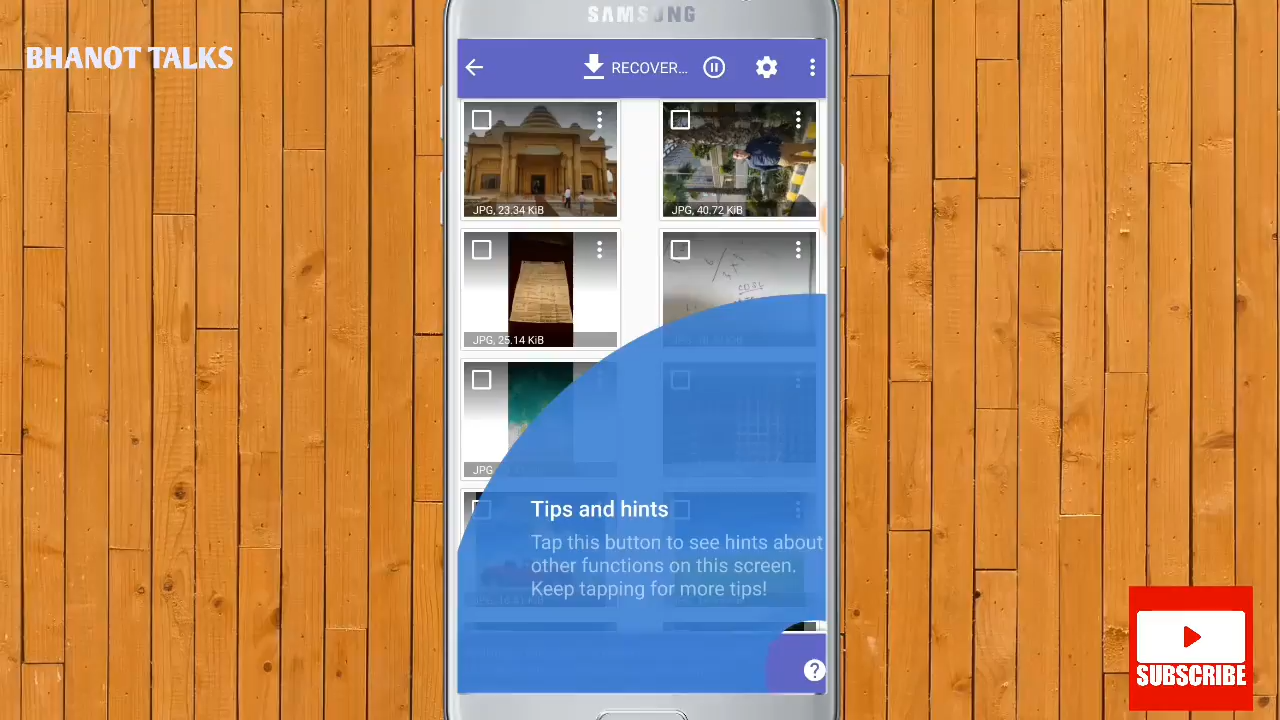 SAMSUNG
BHANOT TALKS
RECOVER...
JPG, 23.34 KiB
JPG, 40.72 KiB
JPG, 25.14 KiB
JPG
Tips and hints
Tap this button to see hints about
other functions on this screen.
Keep tapping for more tips!
?
SUBSCRIBE